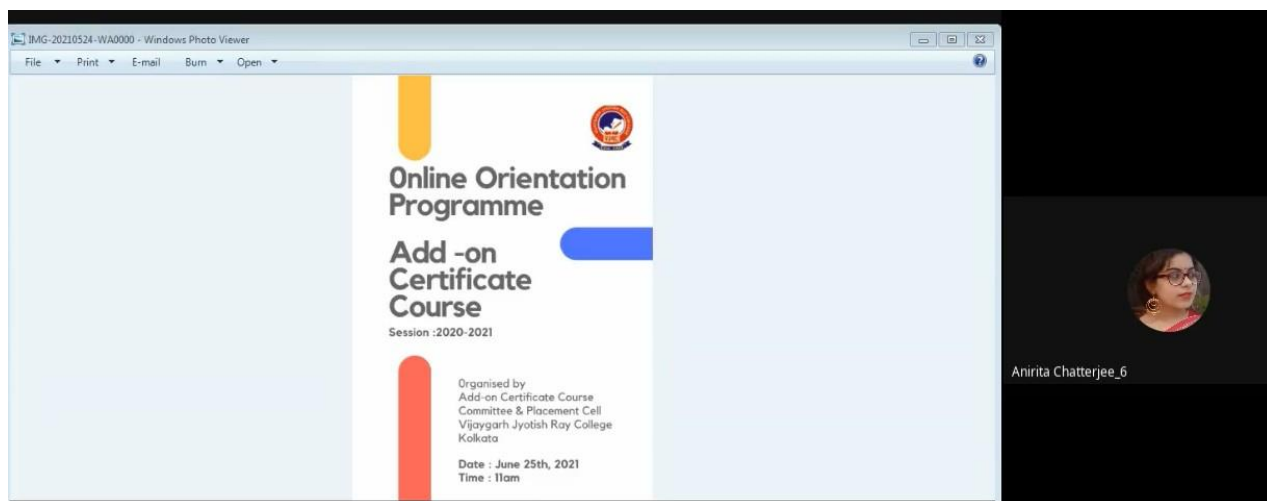 IMG-20210524-WA0000 - Windows Photo Viewer
File Print E-mail Burn Open
0nline Orientation
Programme
Add -on
Certificate
Course
Session :2020-2021
0rganised by
Add-on Certificate Course
Committee & Placement Cell
Vijaygarh Jyotish Ray College
Kolkata
Date : June 25th, 2021
Time : 11am
Anirita Chatterjee_6